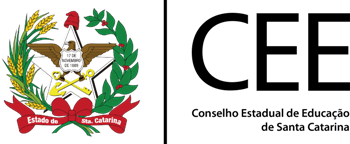 17 DE
NOVEMBRO
DE 1889
Estado de Sta. Catarina
CEE
Conselho Estadual de Educação
de Santa Catarina